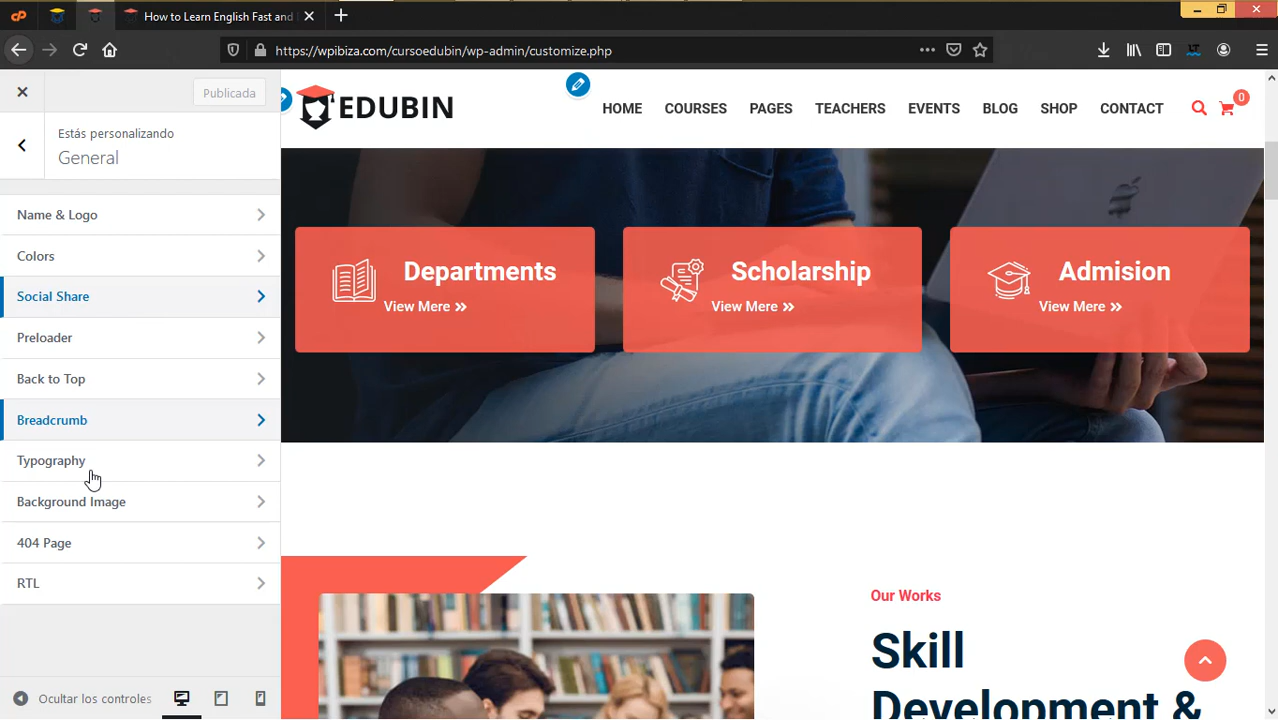 How to Learn English Fast and
https://wpibiza.com/cursoedubin/wp-admin/customize.php
Publicada
Estás personalizando
General
Name & Logo
Colors
Social Share
Preloader
Back to Top
Breadcrumb
Typography
Background Image
404 Page
RTL
Ocultar los controles
EDUBIN
HOME COURSES PAGES TEACHERS EVENTS BLOG SHOP CONTACT 0
Departments
View Mere
Scholarship
View Mere
Admision
View Mere
Our Works
Skill
Development &